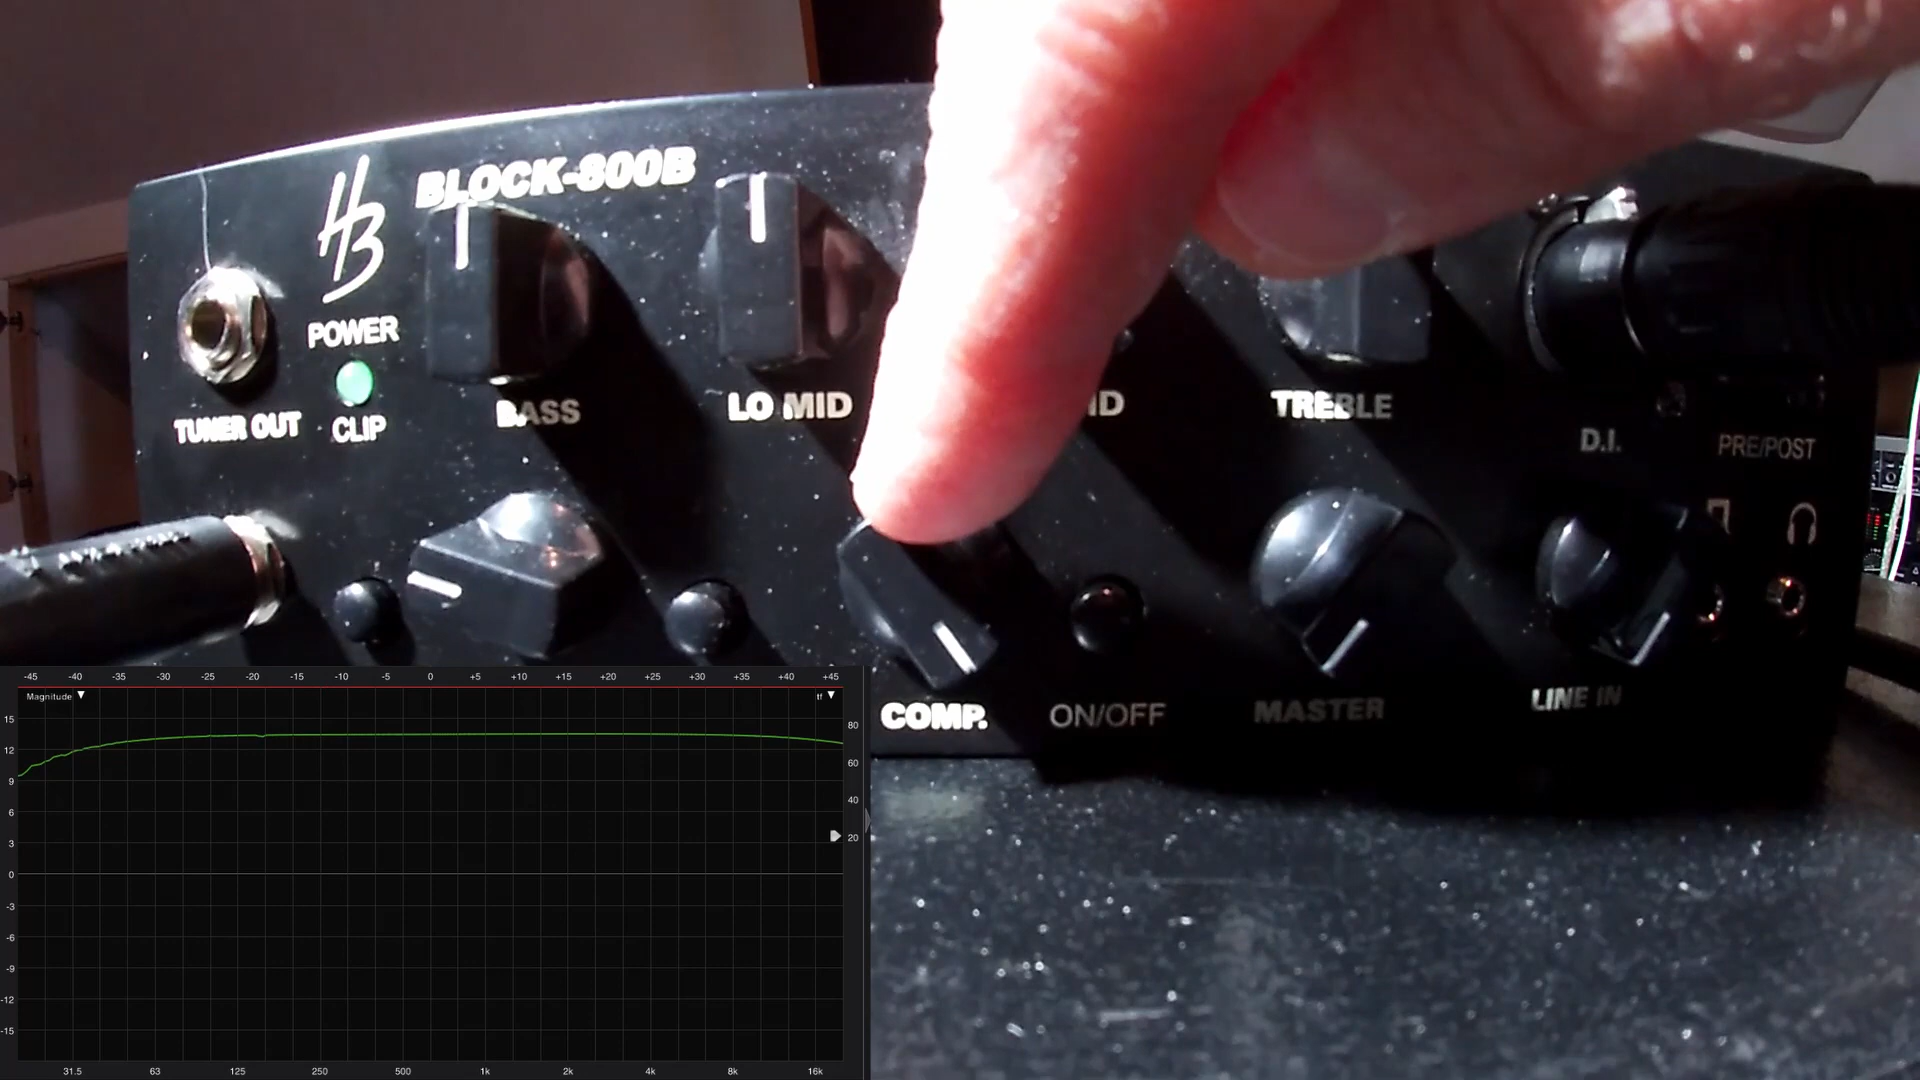 HB
BLOCK-800B
POWER
TUNER OUT
CLIP
BASS
LO MID
ID
TREBLE
D.I.
PRE/POST
COMP.
ON/OFF
MASTER
LINE IN
-45 -40 -35 -30 -25 -20 -15 -10 -5 0 +5 +10 +15 +20 +25 +30 +35 +40 +45
Magnitude
tf
15
12
9
6
3
0
-3
-6
-9
-12
-15
80
60
40
20
31.5 63 125 250 500 1k 2k 4k 8k 16k